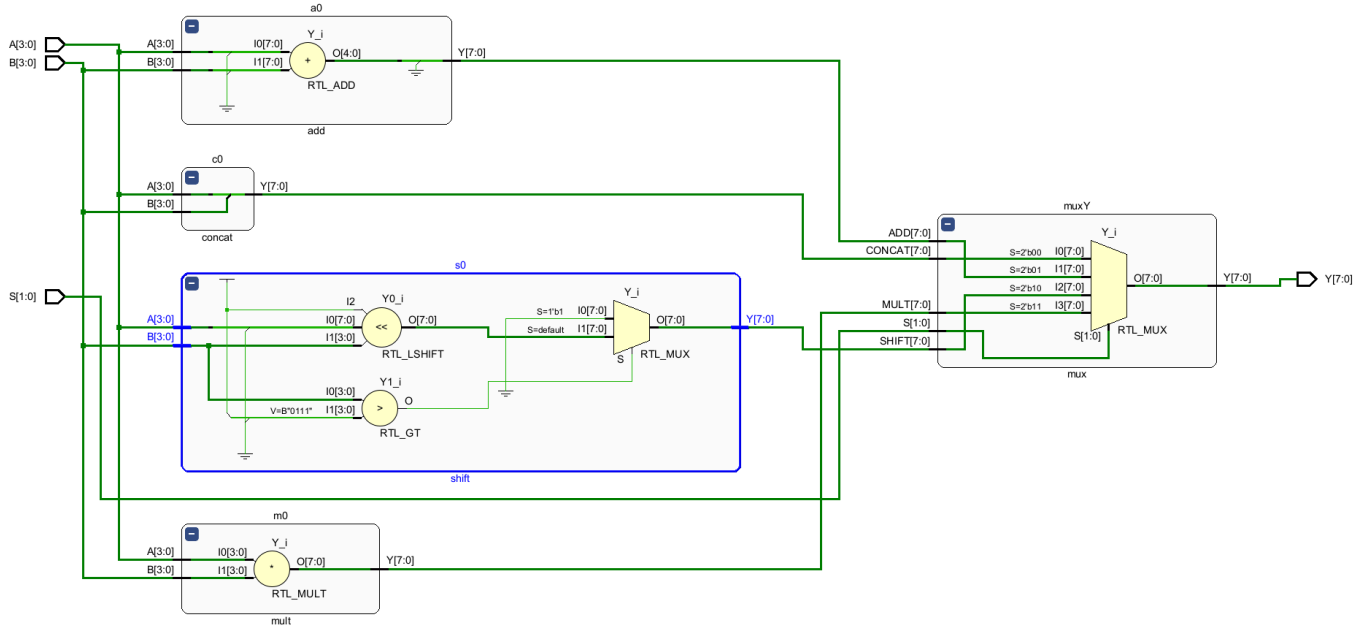 a0
A[3:0]
B[3:0]
A[3:0]
B[3:0]
I0[7:0]
I1[7:0]
Y_i
+
O[4:0]
RTL_ADD
Y[7:0]
add
c0
A[3:0]
B[3:0]
Y[7:0]
concat
S[1:0]
s0
A[3:0]
B[3:0]
I2
I0[7:0]
I1[3:0]
Y0_i
<<
O[7:0]
RTL_LSHIFT
I0[3:0]
V=B"0111"
I1[3:0]
Y1_i
>
O
RTL_GT
Y_i
S=1'b1
I0[7:0]
S=default
I1[7:0]
S
O[7:0]
RTL_MUX
Y[7:0]
shift
m0
A[3:0]
B[3:0]
I0[3:0]
I1[3:0]
Y_i
*
O[7:0]
RTL_MULT
Y[7:0]
mult
muxY
ADD[7:0]
CONCAT[7:0]
MULT[7:0]
S[1:0]
SHIFT[7:0]
Y_i
S=2'b00
I0[7:0]
S=2'b01
I1[7:0]
S=2'b10
I2[7:0]
S=2'b11
I3[7:0]
S[1:0]
O[7:0]
RTL_MUX
Y[7:0]
mux
Y[7:0]